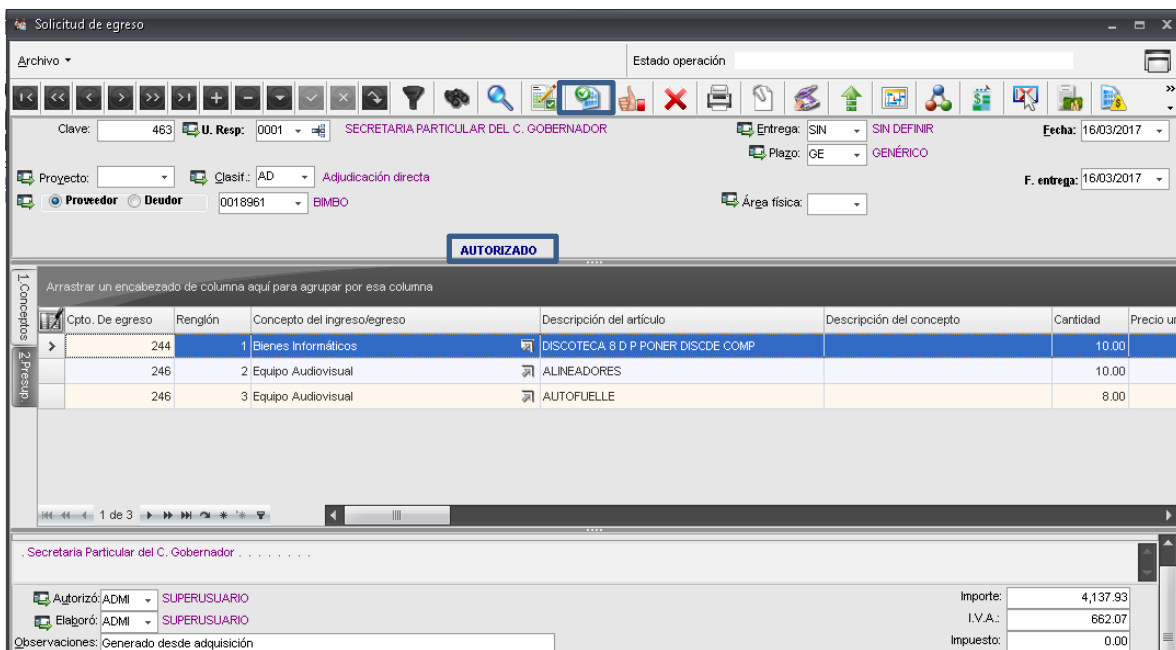 Solicitud de egreso
Archivo
Estado operación
Clave: 463 U. Resp: 0001 SECRETARIA PARTICULAR DEL C. GOBERNADOR Entrega: SIN SIN DEFINIR Fecha: 16/03/2017
Plazo: GE GENÉRICO
Proyecto: Clasif.: AD Adjudicación directa F. entrega: 16/03/2017
Proveedor Deudor 0018961 BIMBO Área física:
AUTORIZADO
1.Conceptos
2.Presup.
Arrastrar un encabezado de columna aquí para agrupar por esa columna
Cpto. De egreso Renglón Concepto del ingreso/egreso Descripción del artículo Descripción del concepto Cantidad Precio un
244 1 Bienes Informáticos DISCOTECA 8 D P PONER DISCDE COMP 10.00
246 2 Equipo Audiovisual ALINEADORES 10.00
246 3 Equipo Audiovisual AUTOFUELLE 8.00
1 de 3
. Secretaria Particular del C. Gobernador . . . . . . . .
Autorizó: ADMI SUPERUSUARIO Importe: 4,137.93
Elaboró: ADMI SUPERUSUARIO I.V.A.: 662.07
Observaciones: Generado desde adquisición Impuesto: 0.00